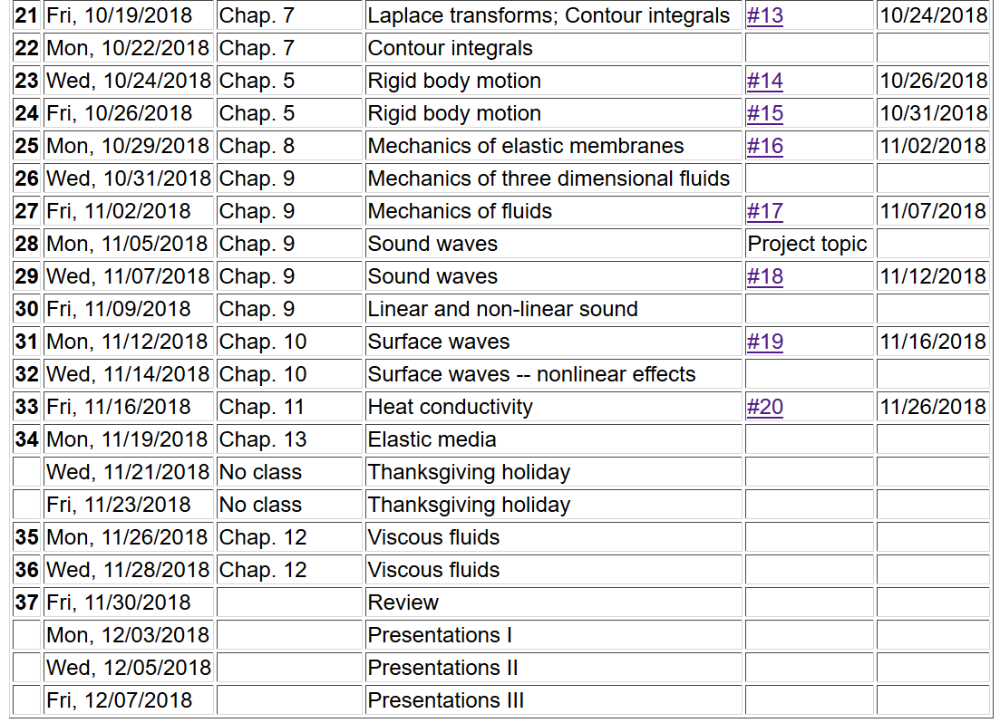 21 Fri, 10/19/2018 Chap. 7 Laplace transforms; Contour integrals #13 10/24/2018
22 Mon, 10/22/2018 Chap. 7 Contour integrals
23 Wed, 10/24/2018 Chap. 5 Rigid body motion #14 10/26/2018
24 Fri, 10/26/2018 Chap. 5 Rigid body motion #15 10/31/2018
25 Mon, 10/29/2018 Chap. 8 Mechanics of elastic membranes #16 11/02/2018
26 Wed, 10/31/2018 Chap. 9 Mechanics of three dimensional fluids
27 Fri, 11/02/2018 Chap. 9 Mechanics of fluids #17 11/07/2018
28 Mon, 11/05/2018 Chap. 9 Sound waves Project topic
29 Wed, 11/07/2018 Chap. 9 Sound waves #18 11/12/2018
30 Fri, 11/09/2018 Chap. 9 Linear and non-linear sound
31 Mon, 11/12/2018 Chap. 10 Surface waves #19 11/16/2018
32 Wed, 11/14/2018 Chap. 10 Surface waves -- nonlinear effects
33 Fri, 11/16/2018 Chap. 11 Heat conductivity #20 11/26/2018
34 Mon, 11/19/2018 Chap. 13 Elastic media
Wed, 11/21/2018 No class Thanksgiving holiday
Fri, 11/23/2018 No class Thanksgiving holiday
35 Mon, 11/26/2018 Chap. 12 Viscous fluids
36 Wed, 11/28/2018 Chap. 12 Viscous fluids
37 Fri, 11/30/2018 Review
Mon, 12/03/2018 Presentations I
Wed, 12/05/2018 Presentations II
Fri, 12/07/2018 Presentations III